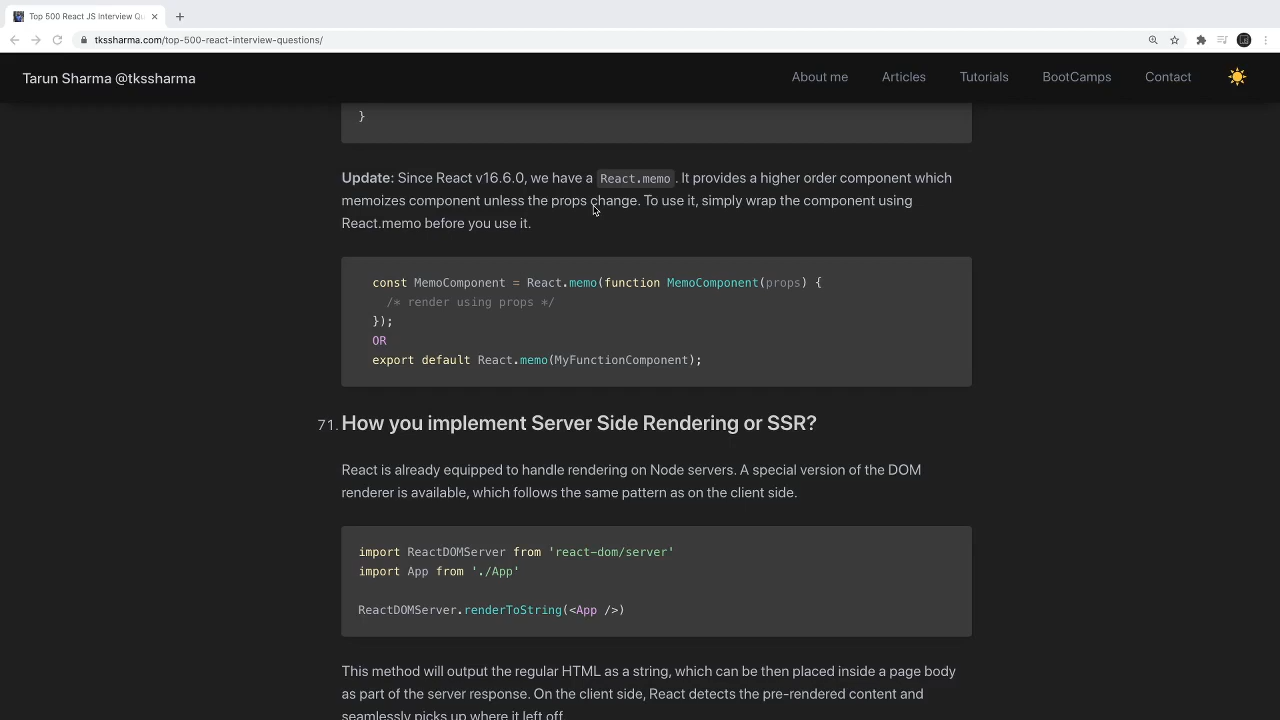 Top 500 React JS Interview Qu
tkssharma.com/top-500-react-interview-questions/
Tarun Sharma @tkssharma
About me
Articles
Tutorials
BootCamps
Contact
}
Update: Since React v16.6.0, we have a React.memo . It provides a higher order component which
memoizes component unless the props change. To use it, simply wrap the component using
React.memo before you use it.
const MemoComponent = React.memo(function MemoComponent(props) {
/* render using props */
});
OR
export default React.memo(MyFunctionComponent);
71. How you implement Server Side Rendering or SSR?
React is already equipped to handle rendering on Node servers. A special version of the DOM
renderer is available, which follows the same pattern as on the client side.
import ReactDOMServer from 'react-dom/server'
import App from './App'
ReactDOMServer.renderToString(<App />)
This method will output the regular HTML as a string, which can be then placed inside a page body
as part of the server response. On the client side, React detects the pre-rendered content and
seamlessly picks up where it left off.